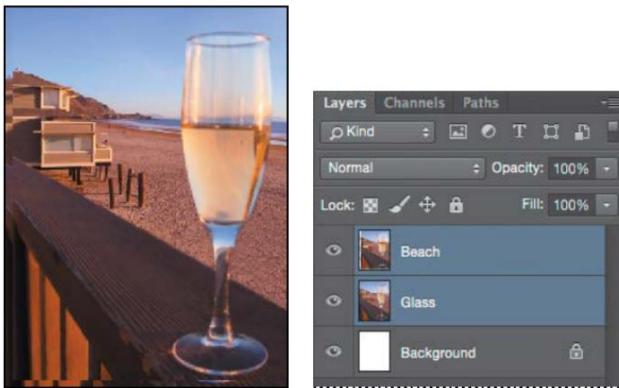 Layers Channels Paths
Kind T
Normal Opacity: 100%
Lock: Fill: 100%
Beach
Glass
Background